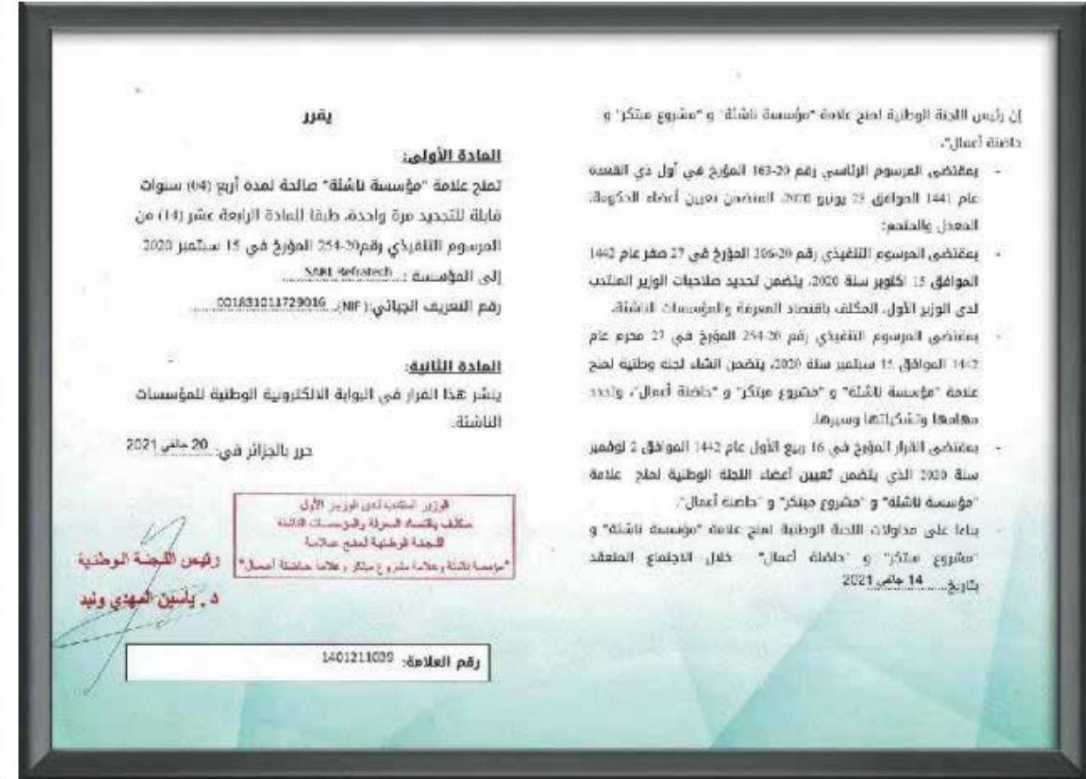 إن رئيس اللجنة الوطنية لمنح علامة "مؤسسة ناشئة" و "مشروع مبتكر" و
حاضنة أعمال"،
- بمقتضى المرسوم الرئاسي رقم 20-163 المؤرخ في أول ذي القعدة
عام 1441 الموافق 23 يونيو 2020، المتضمن تعيين أعضاء الحكومة،
المعدل والمتمم؛
- بمقتضى المرسوم التنفيذي رقم 20-306 المؤرخ في 27 صفر عام 1442
الموافق 15 اكتوبر سنة 2020، يتضمن تحديد صلاحيات الوزير المنتدب
لدى الوزير الأول، المكلف باقتصاد المعرفة والمؤسسات الناشئة،
- بمقتضى المرسوم التنفيذي رقم 20-254 المؤرخ في 27 محرم عام
1442 الموافق 15 سبتمبر سنة 2020، يتضمن انشاء لجنة وطنية لمنح
علامة "مؤسسة ناشئة" و "مشروع مبتكر" و "حاضنة أعمال"، وتحدد
مهامها وتشكيلتها وسيرها،
- بمقتضى القرار المؤرخ في 16 ربيع الأول عام 1442 الموافق 2 نوفمبر
سنة 2020 الذي يتضمن تعيين أعضاء اللجنة الوطنية لمنح علامة
"مؤسسة ناشئة" و "مشروع مبتكر" و "حاضنة أعمال"،
- بناءا على مداولات اللجنة الوطنية لمنح علامة "مؤسسة ناشئة" و
"مشروع مبتكر" و "حاضنة أعمال" خلال الاجتماع المنعقد
بتاريخ 14 جانفي 2021
يقرر
المادة الأولى:
تمنح علامة "مؤسسة ناشئة" صالحة لمدة أربع (04) سنوات
قابلة للتجديد مرة واحدة، طبقا للمادة الرابعة عشر (14) من
المرسوم التنفيذي رقم20-254 المؤرخ في 15 سبتمبر 2020
إلى المؤسسة : SARL Refratech
رقم التعريف الجبائي:(NIF) 001831011729016
المادة الثانية:
ينشر هذا القرار في البوابة الالكترونية الوطنية للمؤسسات
الناشئة.
حرر بالجزائر في: 20 جانفي 2021
الوزير المنتدب لدى الوزير الأول
مكلف باقتصاد المعرفة والمؤسسات الناشئة
اللجنة الوطنية لمنح علامة
"مؤسسة ناشئة وعلامة مشروع مبتكر وعلامة حاضنة أعمال"
رئيس اللجنة الوطنية
د . ياسين المهدي وليد
رقم العلامة: 1401211039